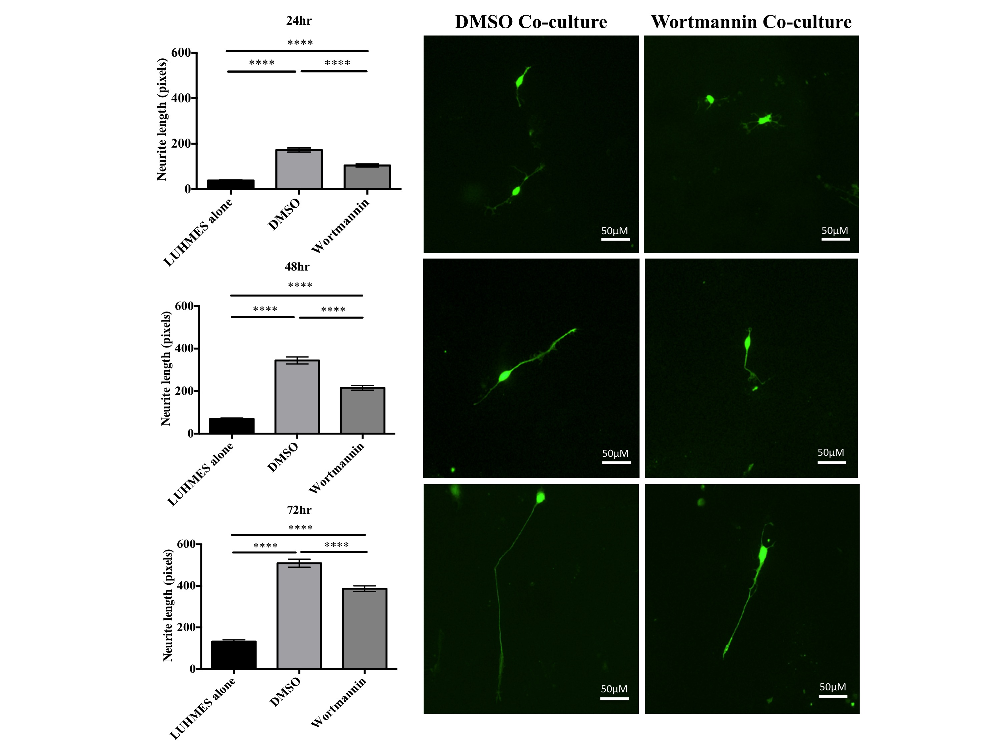 DMSO Co-culture
Wortmannin Co-culture
24hr
****
****
****
Neurite length (pixels)
600
400
200
0
LUHMES alone
DMSO
Wortmannin
50µM
50µM
48hr
****
****
****
Neurite length (pixels)
600
400
200
0
LUHMES alone
DMSO
Wortmannin
50µM
50µM
72hr
****
****
****
Neurite length (pixels)
600
400
200
0
LUHMES alone
DMSO
Wortmannin
50µM
50µM